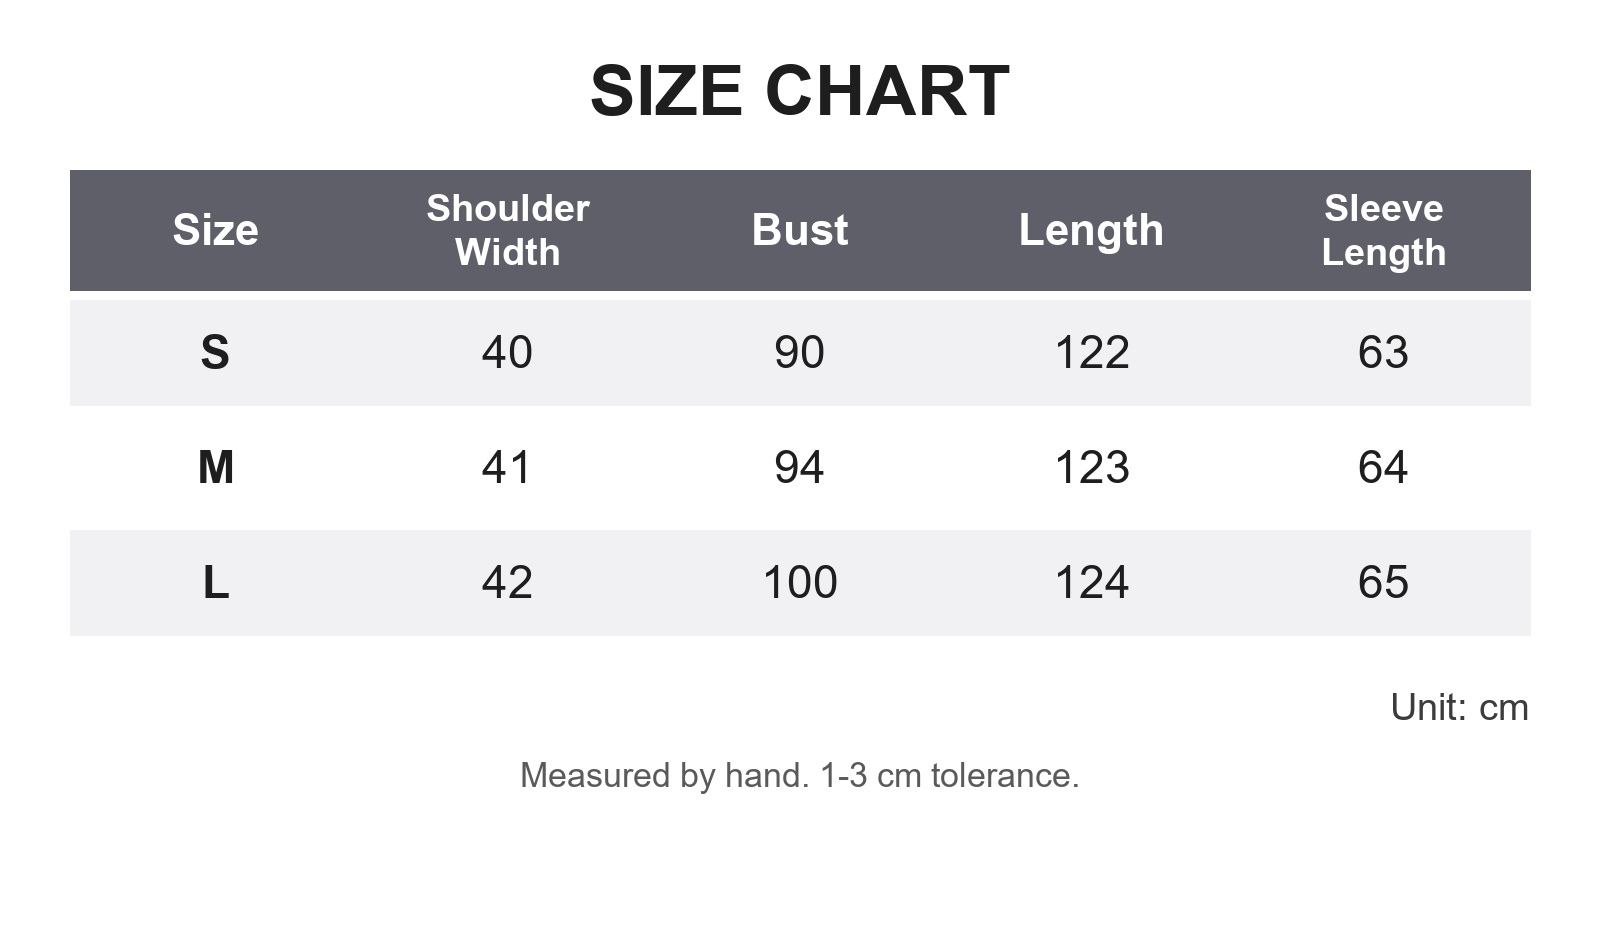 SIZE CHART
Size Shoulder Width Bust Length Sleeve Length
S 40 90 122 63
M 41 94 123 64
L 42 100 124 65
Unit: cm
Measured by hand. 1-3 cm tolerance.